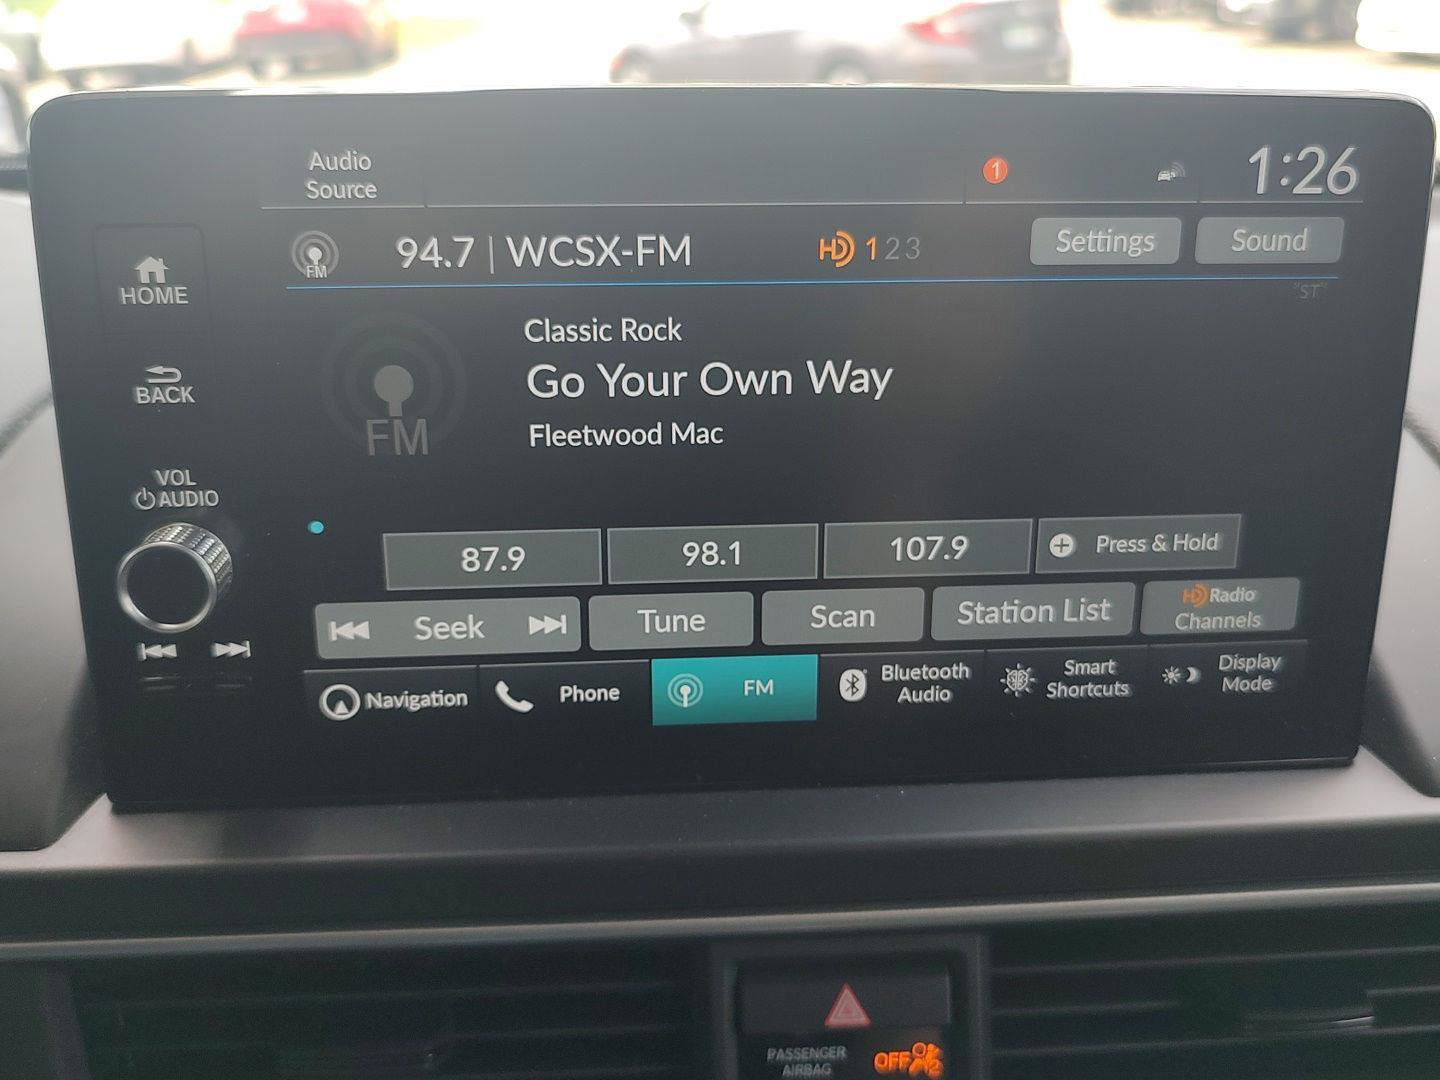 Audio
Source
1
1:26
FM
94.7 | WCSX-FM
HD 1 2 3
Settings
Sound
"ST"
HOME
Classic Rock
Go Your Own Way
Fleetwood Mac
FM
BACK
VOL
AUDIO
87.9
98.1
107.9
Press & Hold
Seek
Tune
Scan
Station List
HD Radio
Channels
Navigation
Phone
FM
Bluetooth
Audio
Smart
Shortcuts
Display
Mode
PASSENGER
AIRBAG
OFF
2